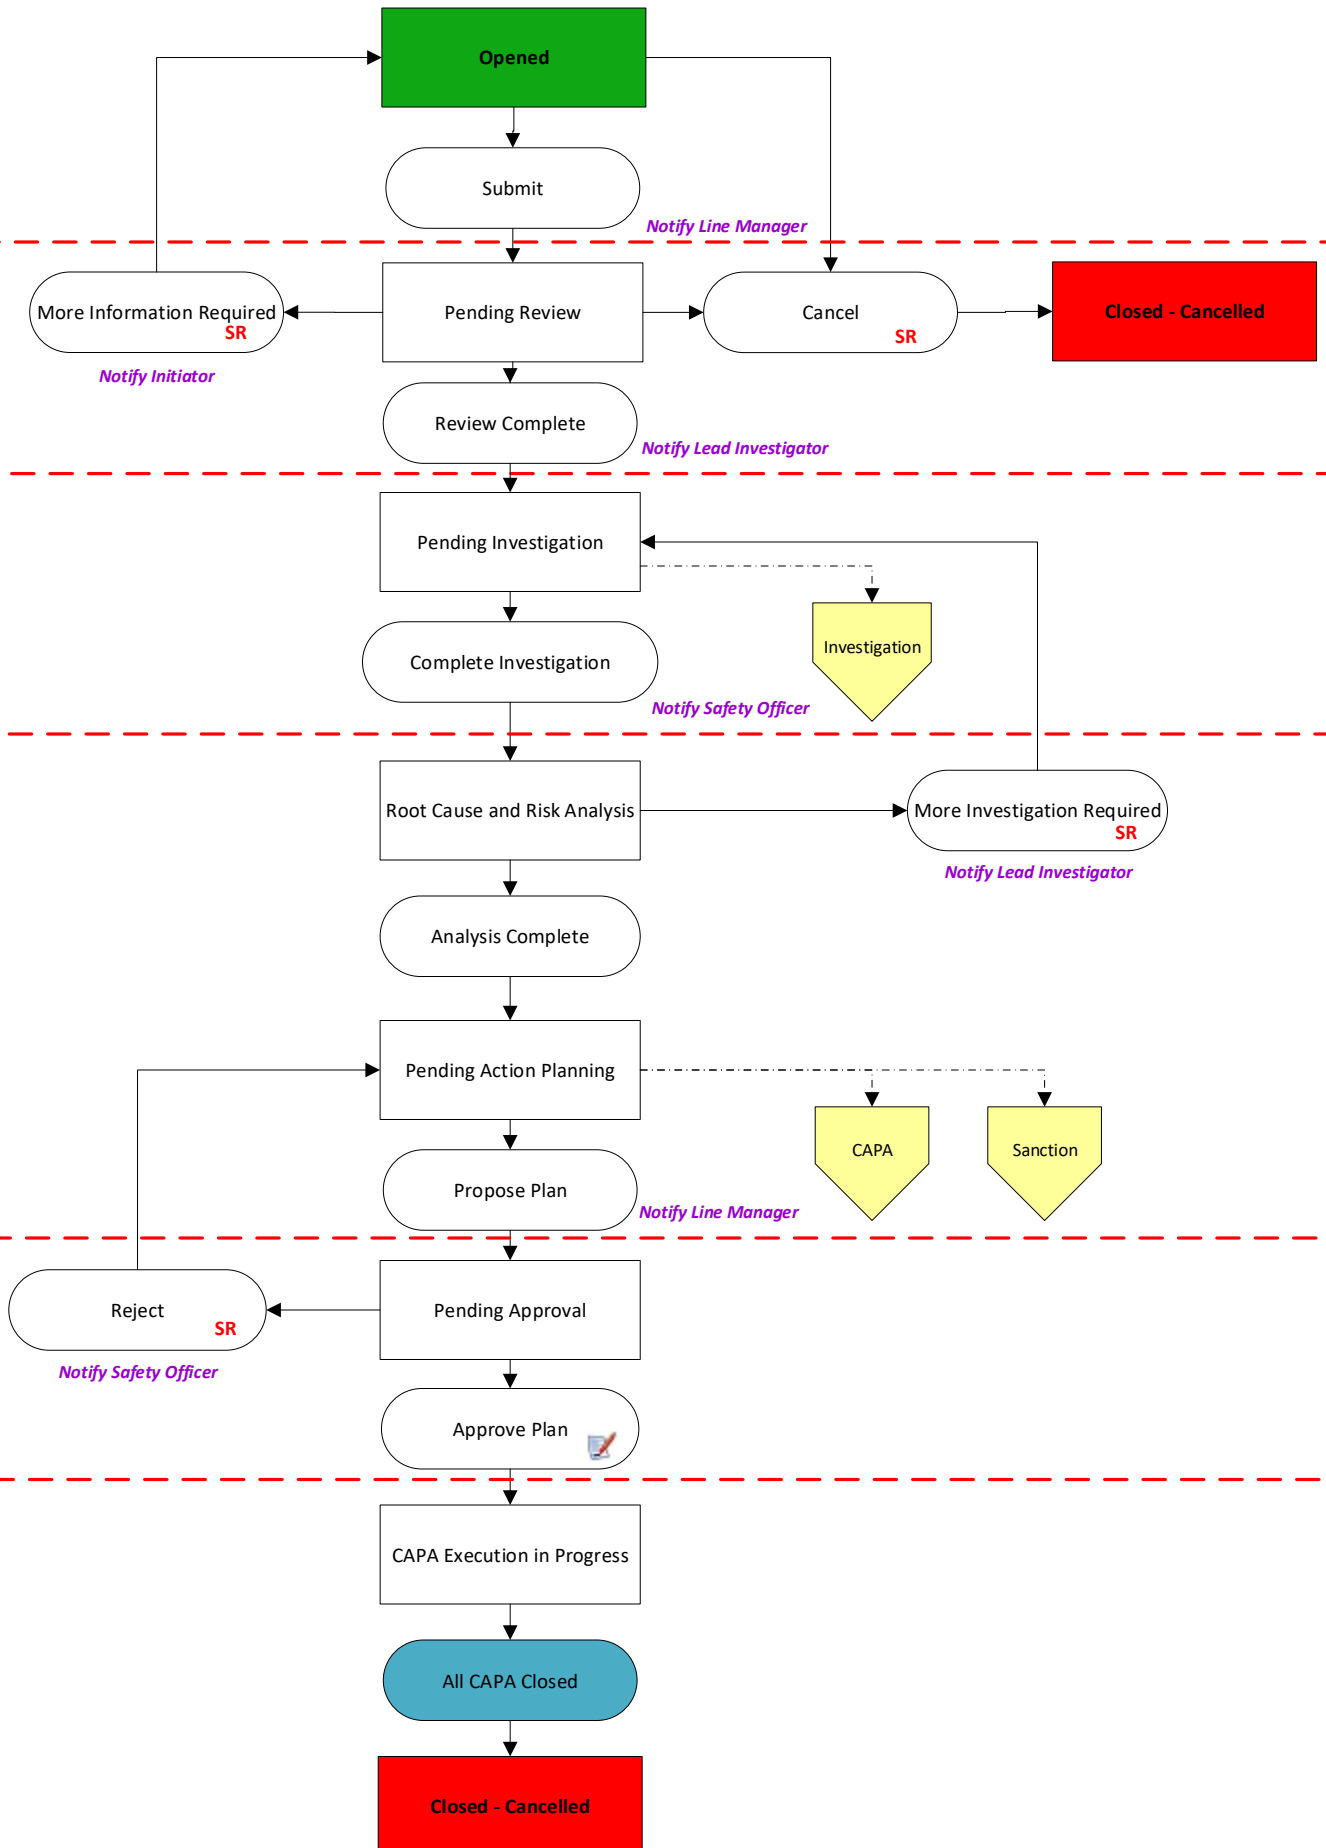 Opened
Submit
Notify Line Manager
More Information Required
SR
Notify Initiator
Pending Review
Cancel
SR
Closed - Cancelled
Review Complete
Notify Lead Investigator
Pending Investigation
Investigation
Complete Investigation
Notify Safety Officer
Root Cause and Risk Analysis
More Investigation Required
SR
Notify Lead Investigator
Analysis Complete
Pending Action Planning
CAPA
Sanction
Propose Plan
Notify Line Manager
Reject
SR
Notify Safety Officer
Pending Approval
Approve Plan
CAPA Execution in Progress
All CAPA Closed
Closed - Cancelled